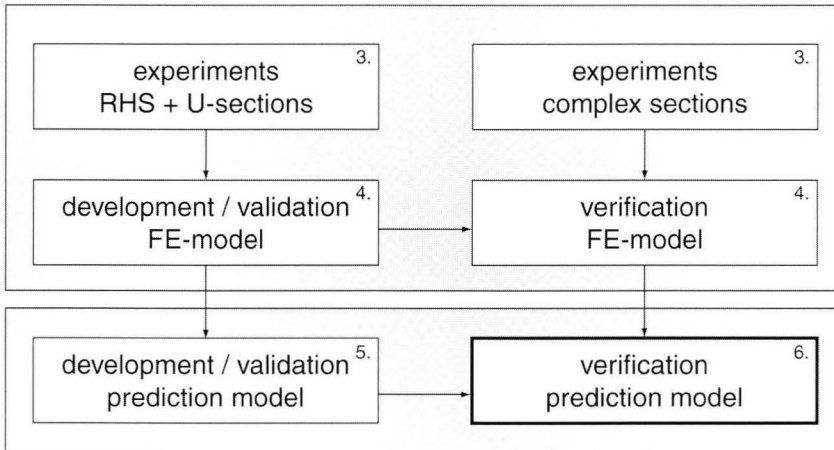 3.
experiments
RHS + U-sections
3.
experiments
complex sections
4.
development / validation
FE-model
4.
verification
FE-model
5.
development / validation
prediction model
6.
verification
prediction model